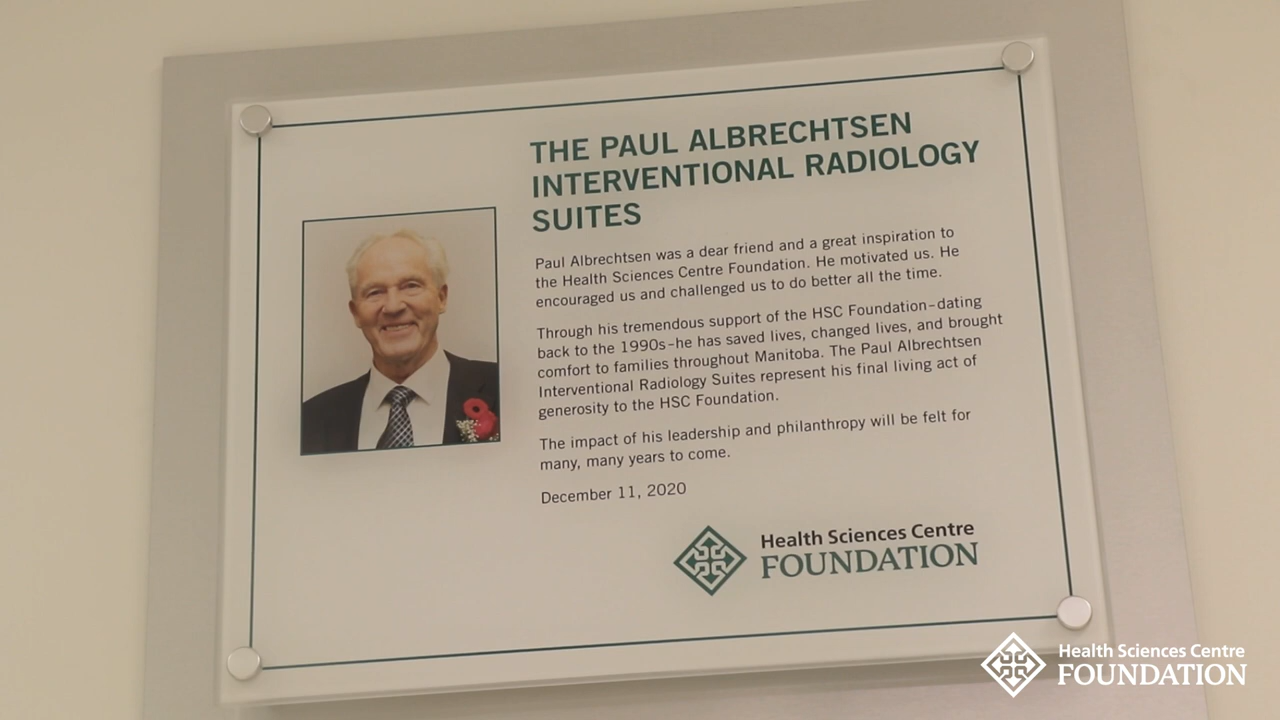 THE PAUL ALBRECHTSEN
INTERVENTIONAL RADIOLOGY
SUITES
Paul Albrechtsen was a dear friend and a great inspiration to
the Health Sciences Centre Foundation. He motivated us. He
encouraged us and challenged us to do better all the time.
Through his tremendous support of the HSC Foundation–dating
back to the 1990s–he has saved lives, changed lives, and brought
comfort to families throughout Manitoba. The Paul Albrechtsen
Interventional Radiology Suites represent his final living act of
generosity to the HSC Foundation.
The impact of his leadership and philanthropy will be felt for
many, many years to come.
December 11, 2020
Health Sciences Centre
FOUNDATION
Health Sciences Centre
FOUNDATION